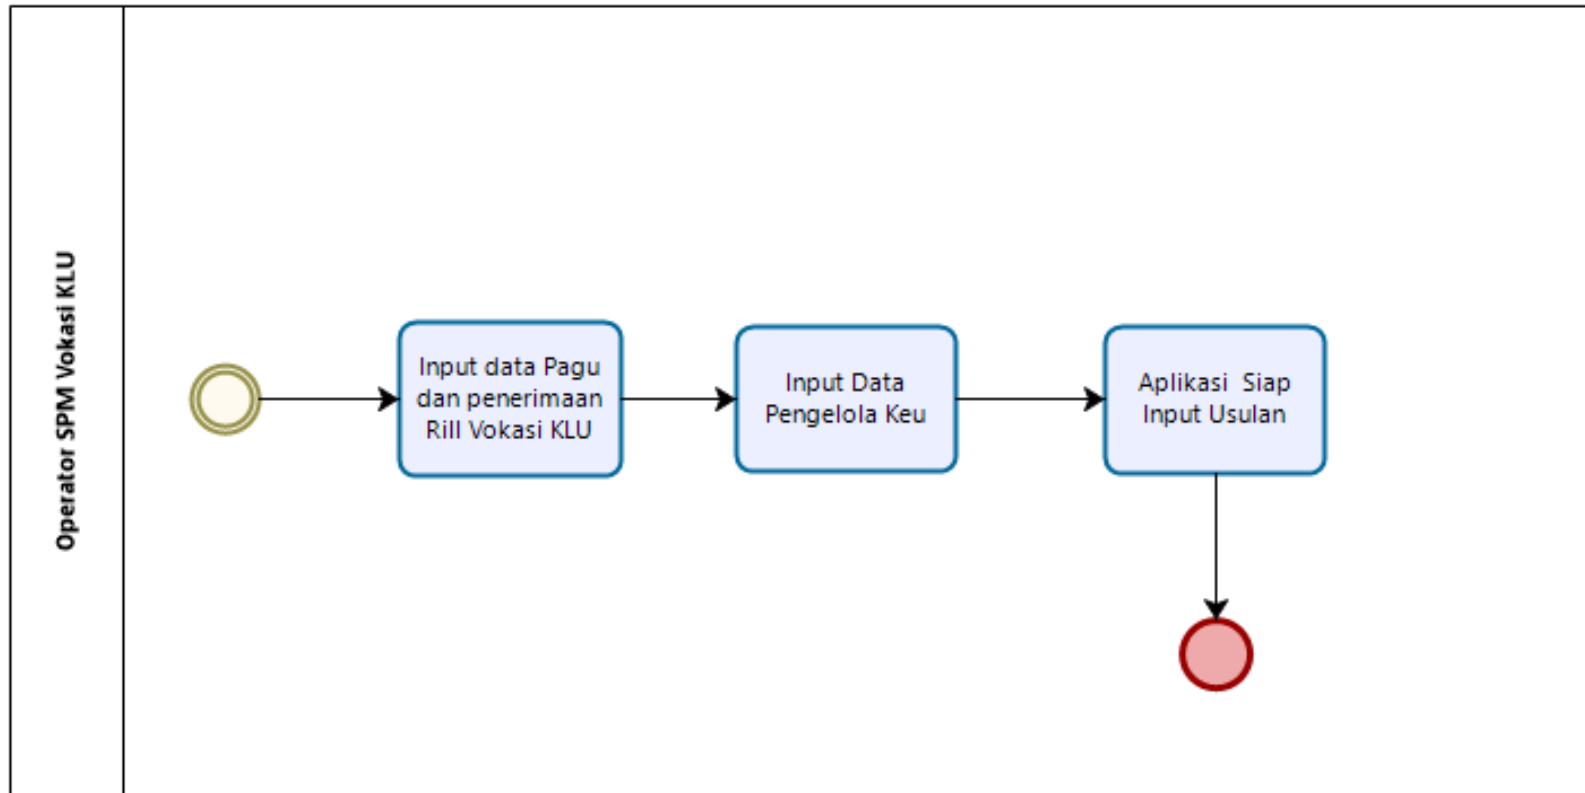 Operator SPM Vokasi KLU
Input data Pagu
dan penerimaan
Rill Vokasi KLU
Input Data
Pengelola Keu
Aplikasi  Siap
Input Usulan